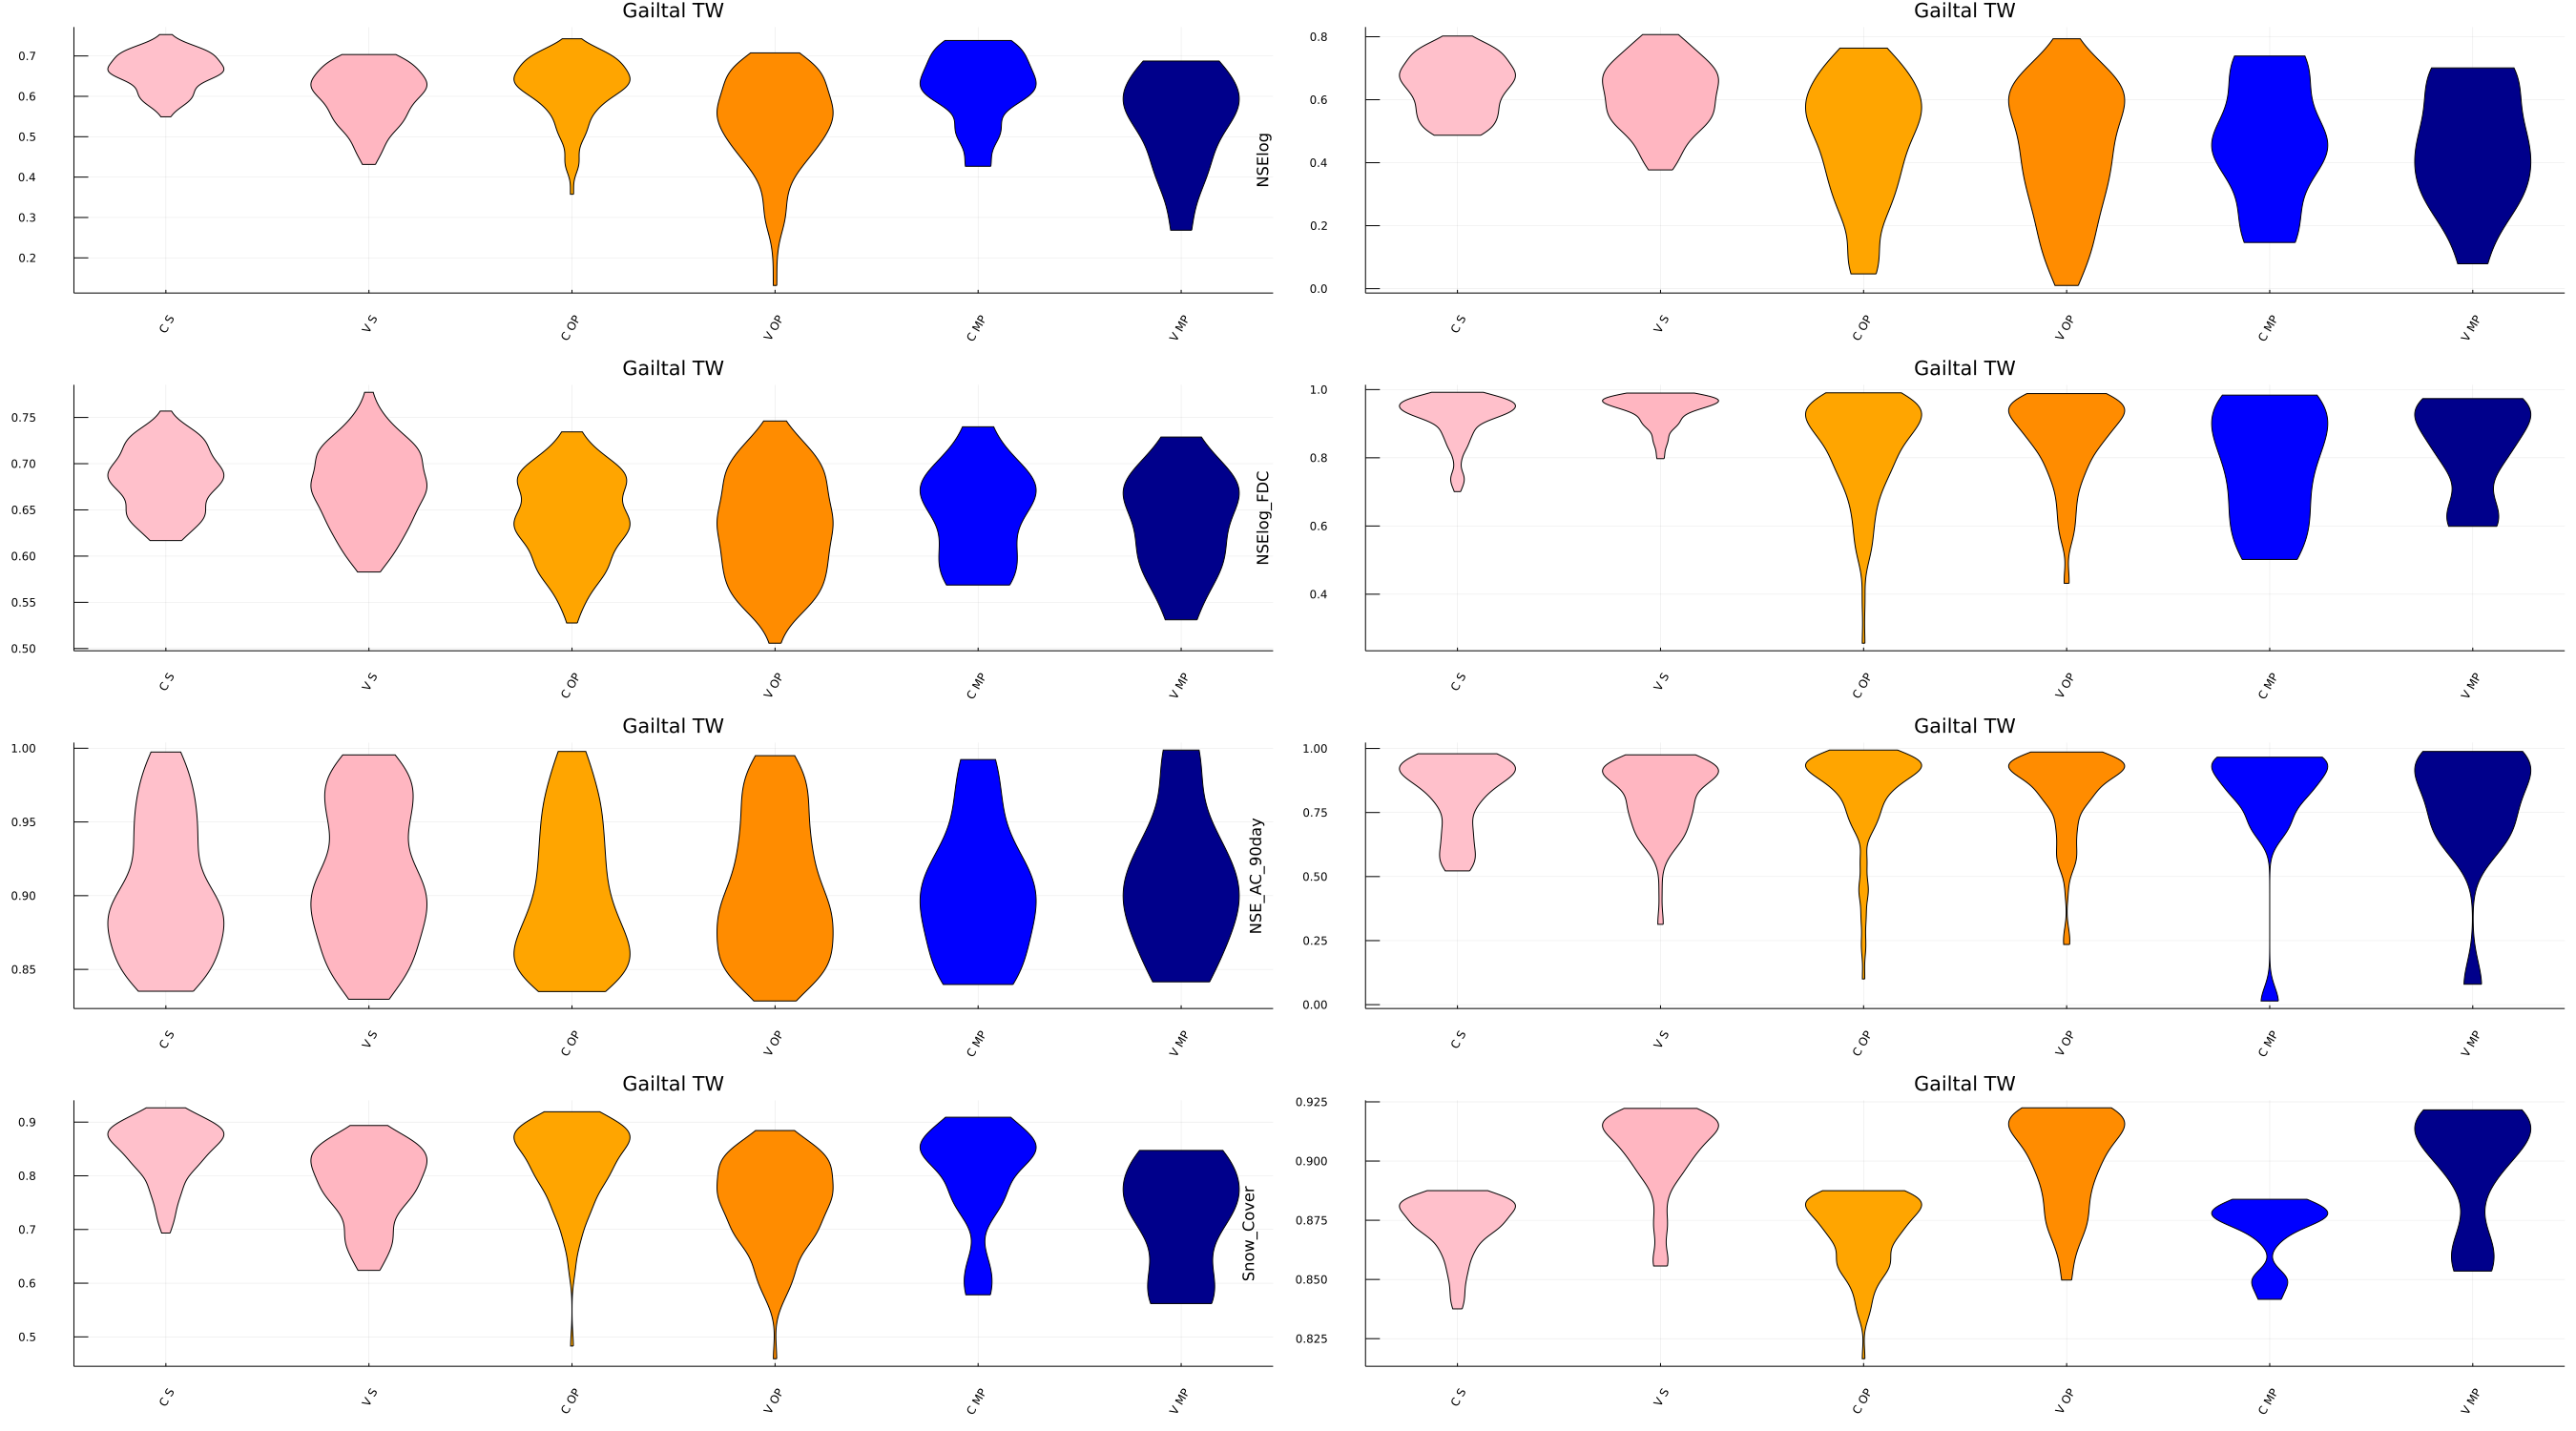 Gailtal TW
0.7
0.6
0.5
0.4
0.3
0.2
C S V S C OP V OP C MP V MP
Gailtal TW
NSElog
0.8
0.6
0.4
0.2
0.0
C S V S C OP V OP C MP V MP
Gailtal TW
0.75
0.70
0.65
0.60
0.55
0.50
C S V S C OP V OP C MP V MP
Gailtal TW
NSElog_FDC
1.0
0.8
0.6
0.4
C S V S C OP V OP C MP V MP
Gailtal TW
1.00
0.95
0.90
0.85
C S V S C OP V OP C MP V MP
Gailtal TW
NSE_AC_90day
1.00
0.75
0.50
0.25
0.00
C S V S C OP V OP C MP V MP
Gailtal TW
0.9
0.8
0.7
0.6
0.5
C S V S C OP V OP C MP V MP
Gailtal TW
Snow_Cover
0.925
0.900
0.875
0.850
0.825
C S V S C OP V OP C MP V MP